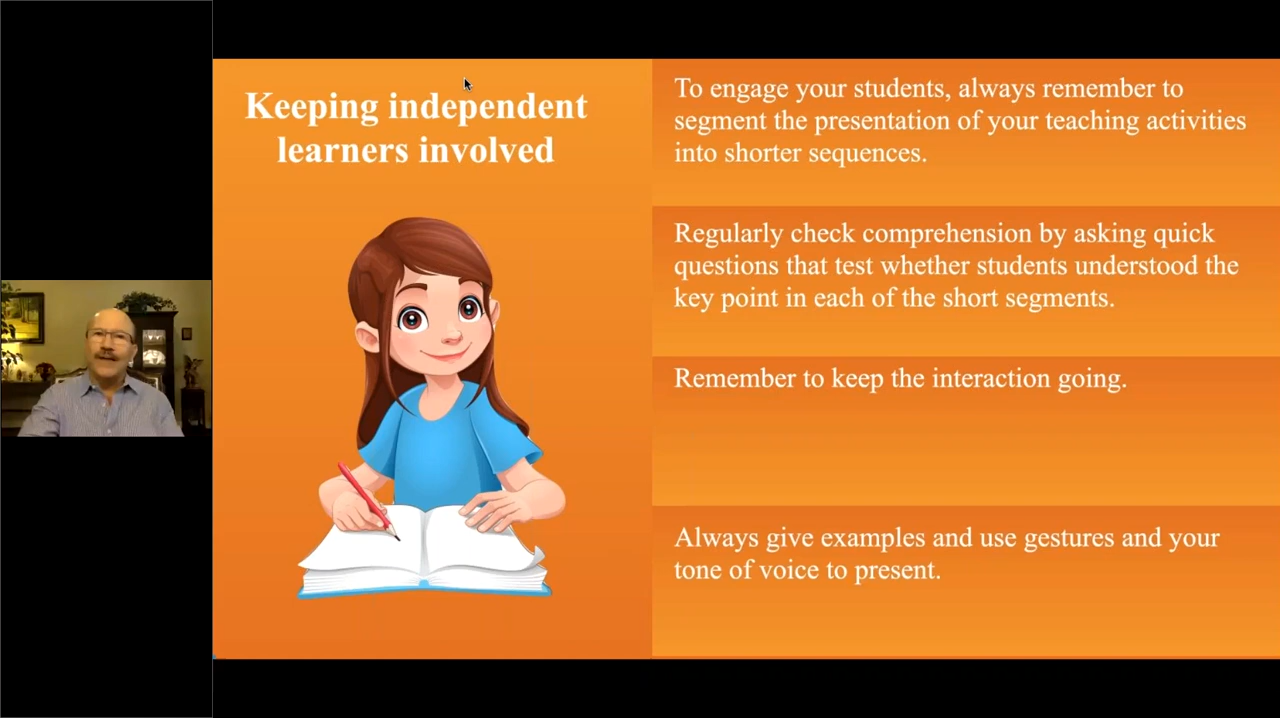 Keeping independent
learners involved
To engage your students, always remember to
segment the presentation of your teaching activities
into shorter sequences.
Regularly check comprehension by asking quick
questions that test whether students understood the
key point in each of the short segments.
Remember to keep the interaction going.
Always give examples and use gestures and your
tone of voice to present.